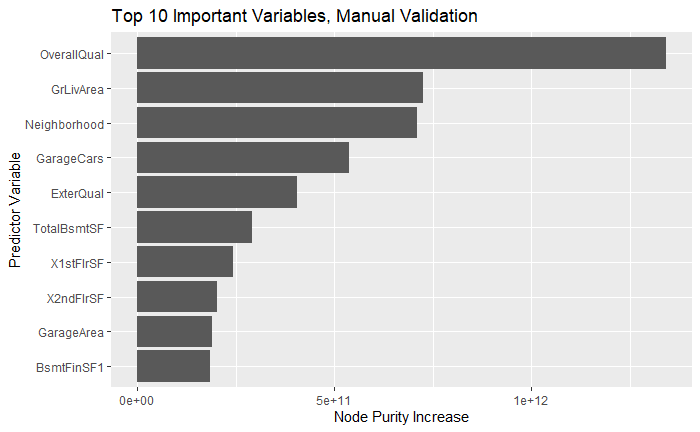 Top 10 Important Variables, Manual Validation
Predictor Variable
OverallQual
GrLivArea
Neighborhood
GarageCars
ExterQual
TotalBsmtSF
X1stFlrSF
X2ndFlrSF
GarageArea
BsmtFinSF1
0e+00 5e+11 1e+12
Node Purity Increase